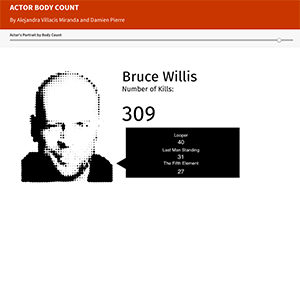 ACTOR BODY COUNT
By Alejandra Villacis Miranda and Damien Pierre
Actor's Portrait by Body Count
Bruce Willis
Number of Kills:
309
Looper
40
Last Man Standing
31
The Fifth Element
27